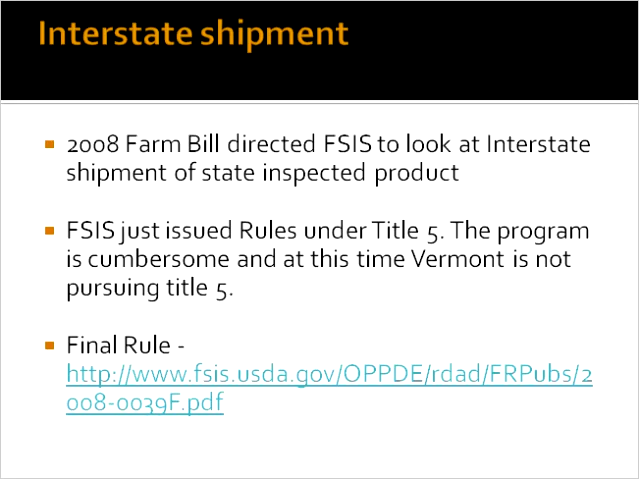 Interstate shipment
2008 Farm Bill directed FSIS to look at Interstate
shipment of state inspected product
FSIS just issued Rules under Title 5. The program
is cumbersome and at this time Vermont is not
pursuing title 5.
Final Rule -
http://www.fsis.usda.gov/OPPDE/rdad/FRPubs/2
008-0039F.pdf